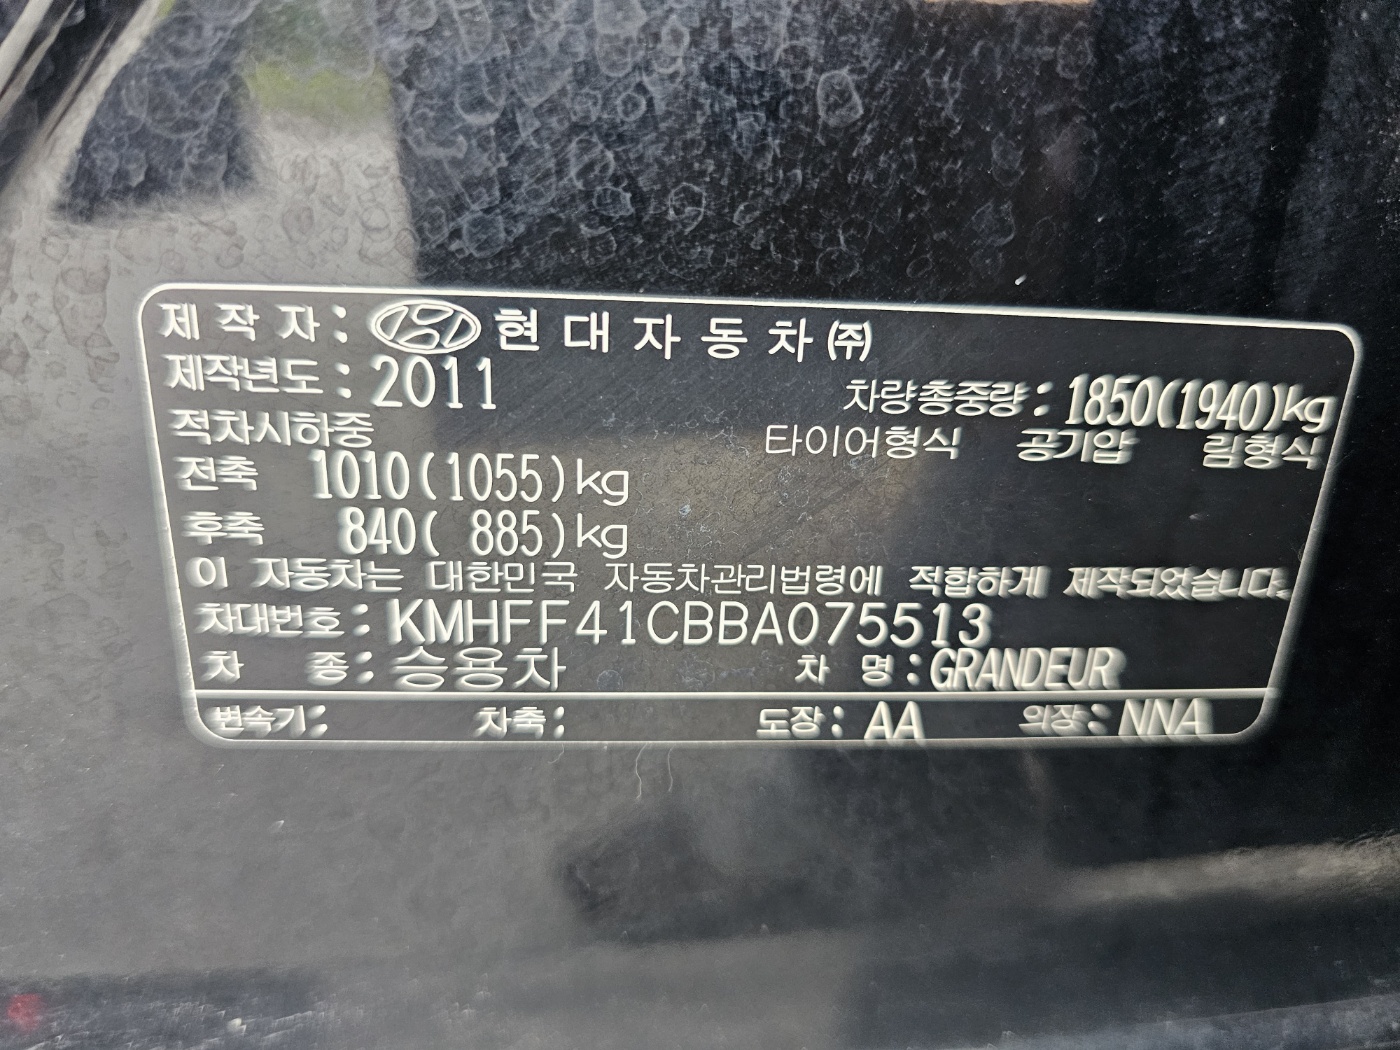 제작자: 현대자동차㈜
제작년도: 2011
차량총중량: 1850(1940)kg
적차시하중
타이어형식 공기압 림형식
전축 1010(1055)kg
후축 840( 885)kg
이 자동차는 대한민국 자동차관리법령에 적합하게 제작되었습니다.
차대번호: KMHFF41CBBA075513
차 종: 승용차 차 명: GRANDEUR
변속기: 차축: 도장: AA 외장: NNA